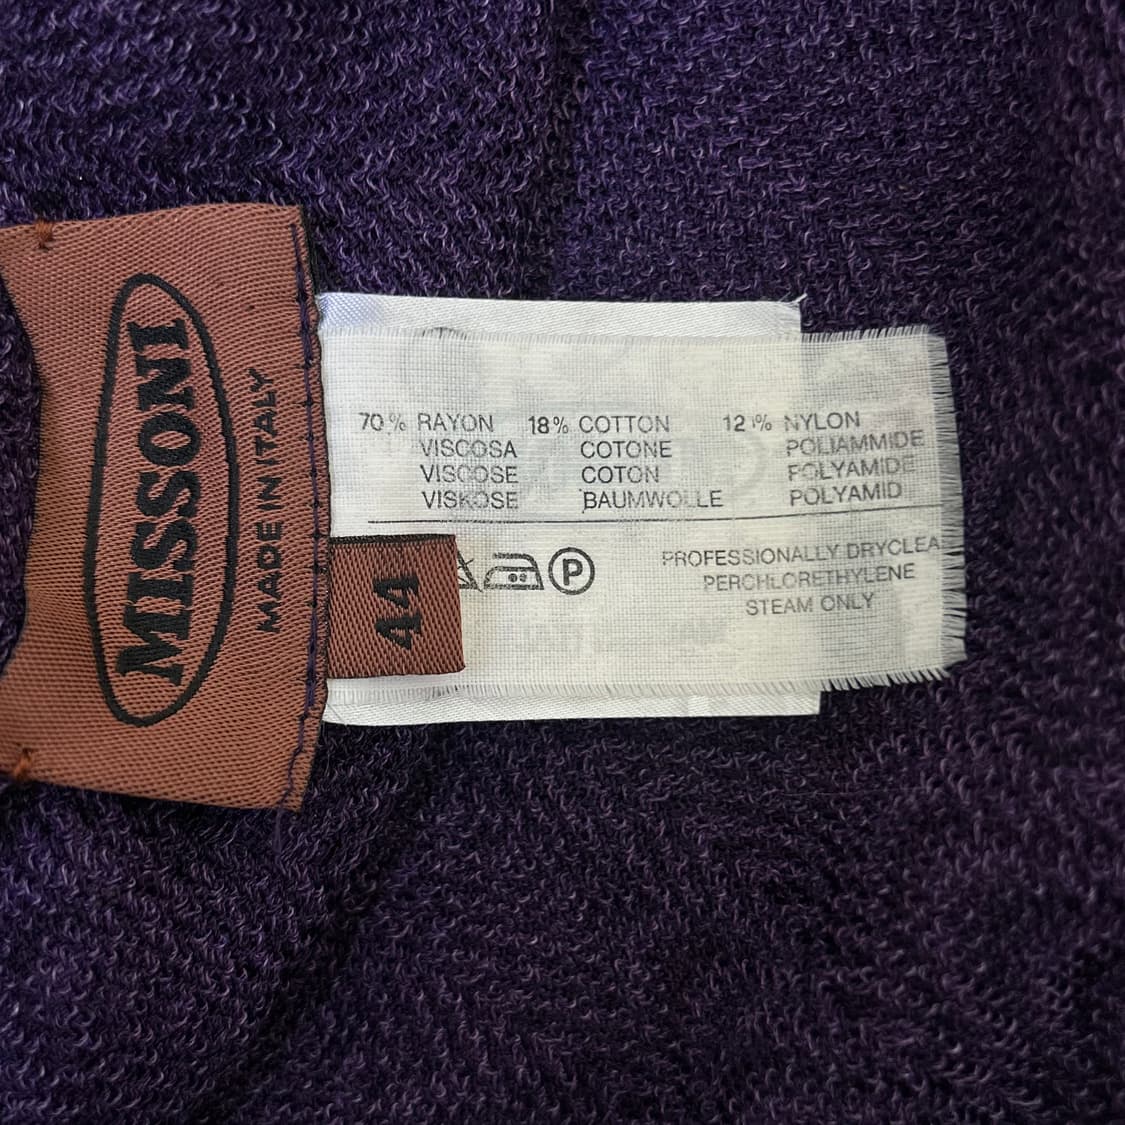 MISSONI
MADE IN ITALY
44
70% RAYON 18% COTTON 12% NYLON
VISCOSA COTONE POLIAMMIDE
VISCOSE COTON POLYAMIDE
VISKOSE BAUMWOLLE POLYAMID
P
PROFESSIONALLY DRYCLEA
PERCHLORETHYLENE
STEAM ONLY